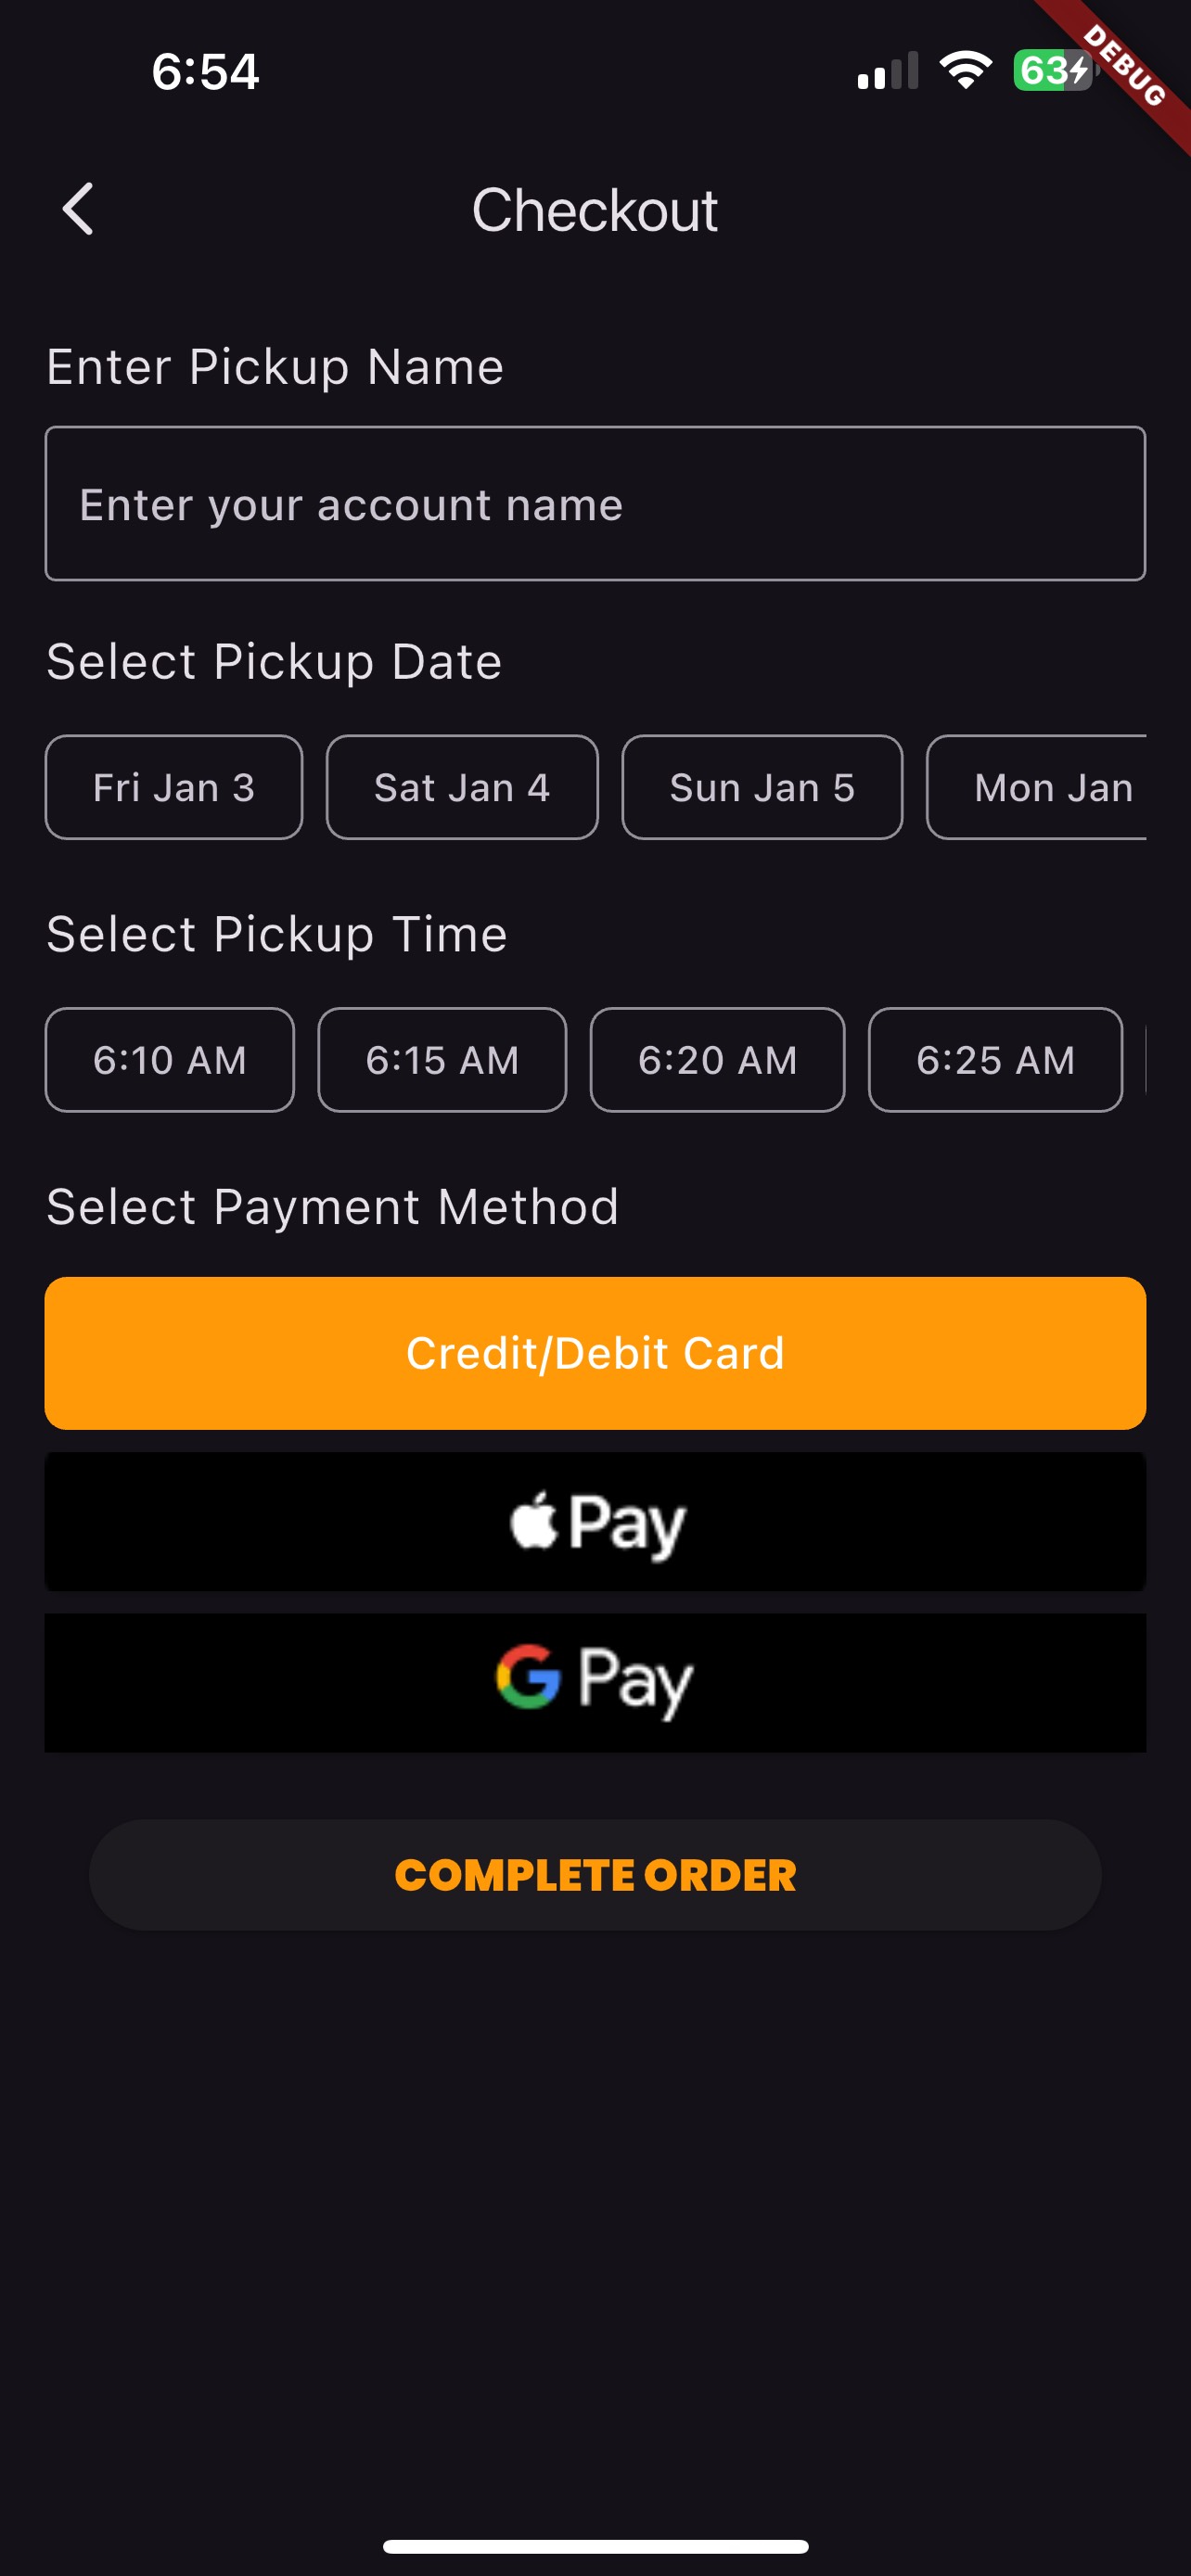 6:54
63
DEBUG
Checkout
Enter Pickup Name
Enter your account name
Select Pickup Date
Fri Jan 3 Sat Jan 4 Sun Jan 5 Mon Jan
Select Pickup Time
6:10 AM 6:15 AM 6:20 AM 6:25 AM
Select Payment Method
Credit/Debit Card
Pay
G Pay
COMPLETE ORDER